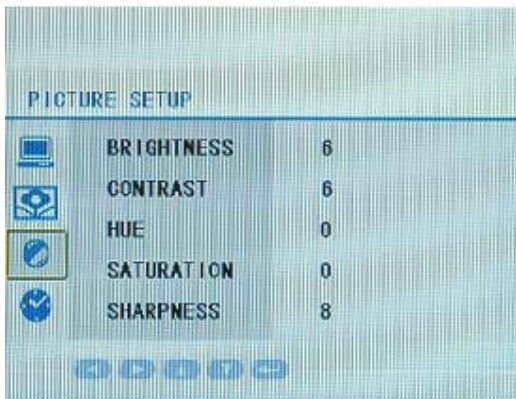 PICTURE SETUP
BRIGHTNESS 6
CONTRAST 6
HUE 0
SATURATION 0
SHARPNESS 8